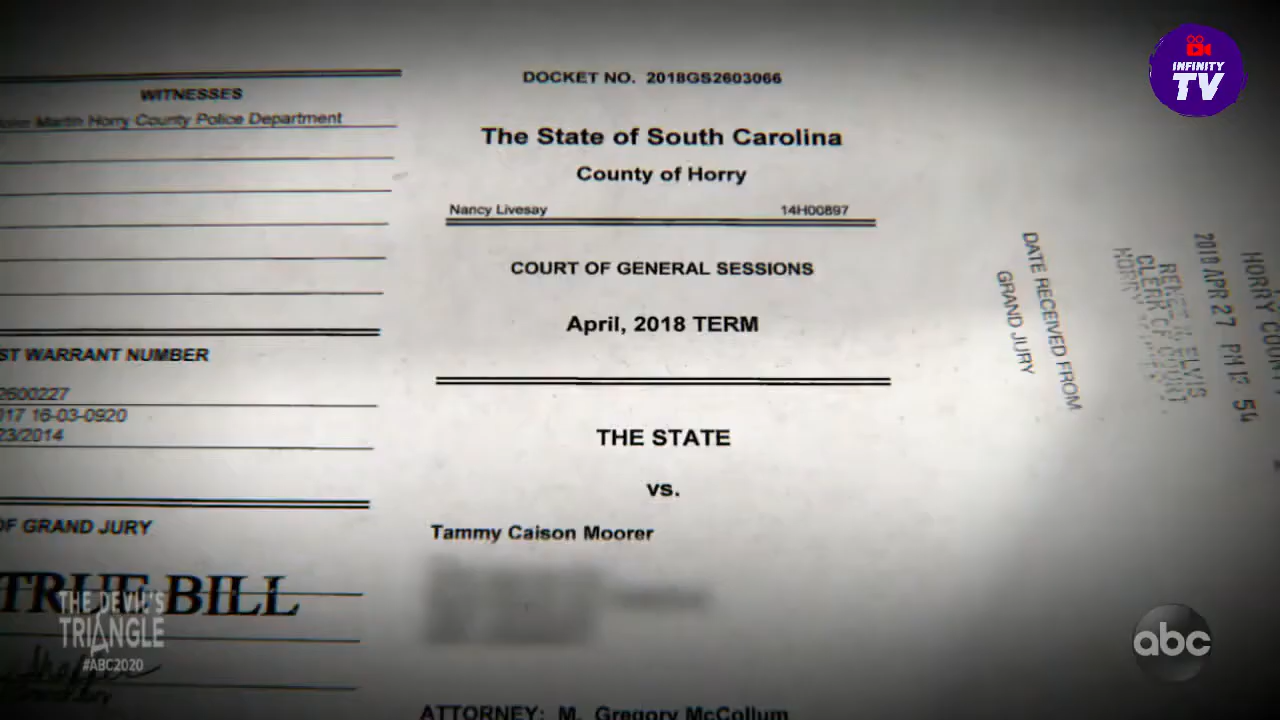 WITNESSES
Martin Horry County Police Department
ST WARRANT NUMBER
2600227
017 16-03-0920
23/2014
OF GRAND JURY
TRUE BILL
DOCKET NO. 2018GS2603066
The State of South Carolina
County of Horry
Nancy Livesay 14H00897
COURT OF GENERAL SESSIONS
April, 2018 TERM
THE STATE
vs.
Tammy Caison Moorer
ATTORNEY: M. Gregory McCollum
DATE RECEIVED FROM
GRAND JURY
HORRY COUNTY
2018 APR 27 PM 12 54
CLERK OF COURT
INFINITY
TV
THE DEVIL'S
TRIANGLE
#ABC2020
abc